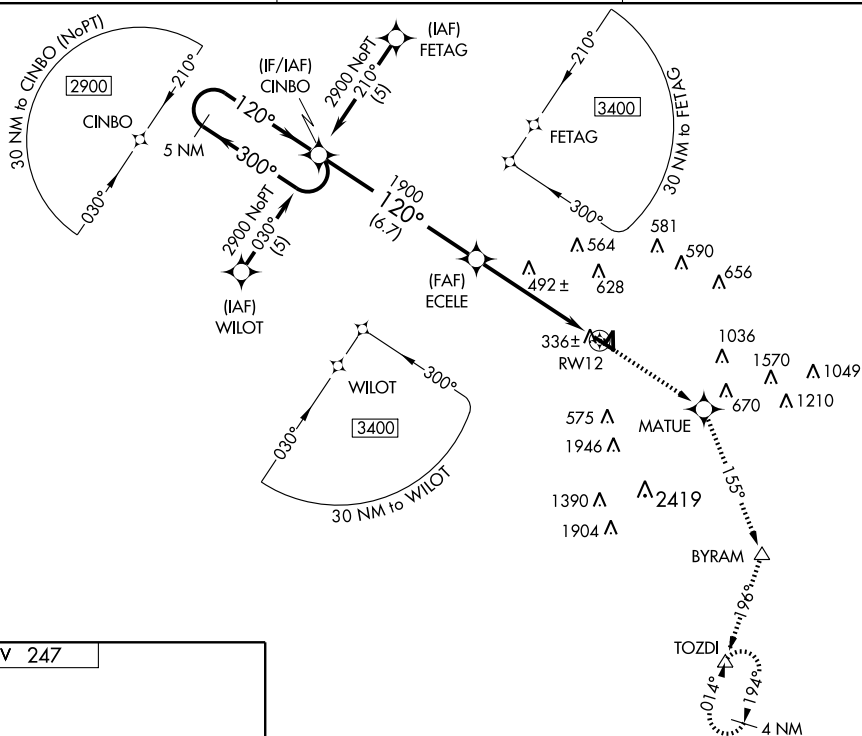 30 NM to CINBO (NoPT)
2900
210°
CINBO
030°
5 NM
120°
300°
(IF/IAF)
CINBO
(IAF)
FETAG
2900 NoPT
210°
(5)
2900 NoPT
030°
(5)
(IAF)
WILOT
1900
120°
(6.7)
(FAF)
ECELE
210°
3400
FETAG
300°
30 NM to FETAG
564
581
590
492 ±
628
656
336±
RW12
1036
1570
1049
670
1210
MATUE
575
1946
1390
2419
1904
WILOT
300°
030°
3400
30 NM to WILOT
155°
BYRAM
196°
TOZDI
014°
194°
4 NM
V 247